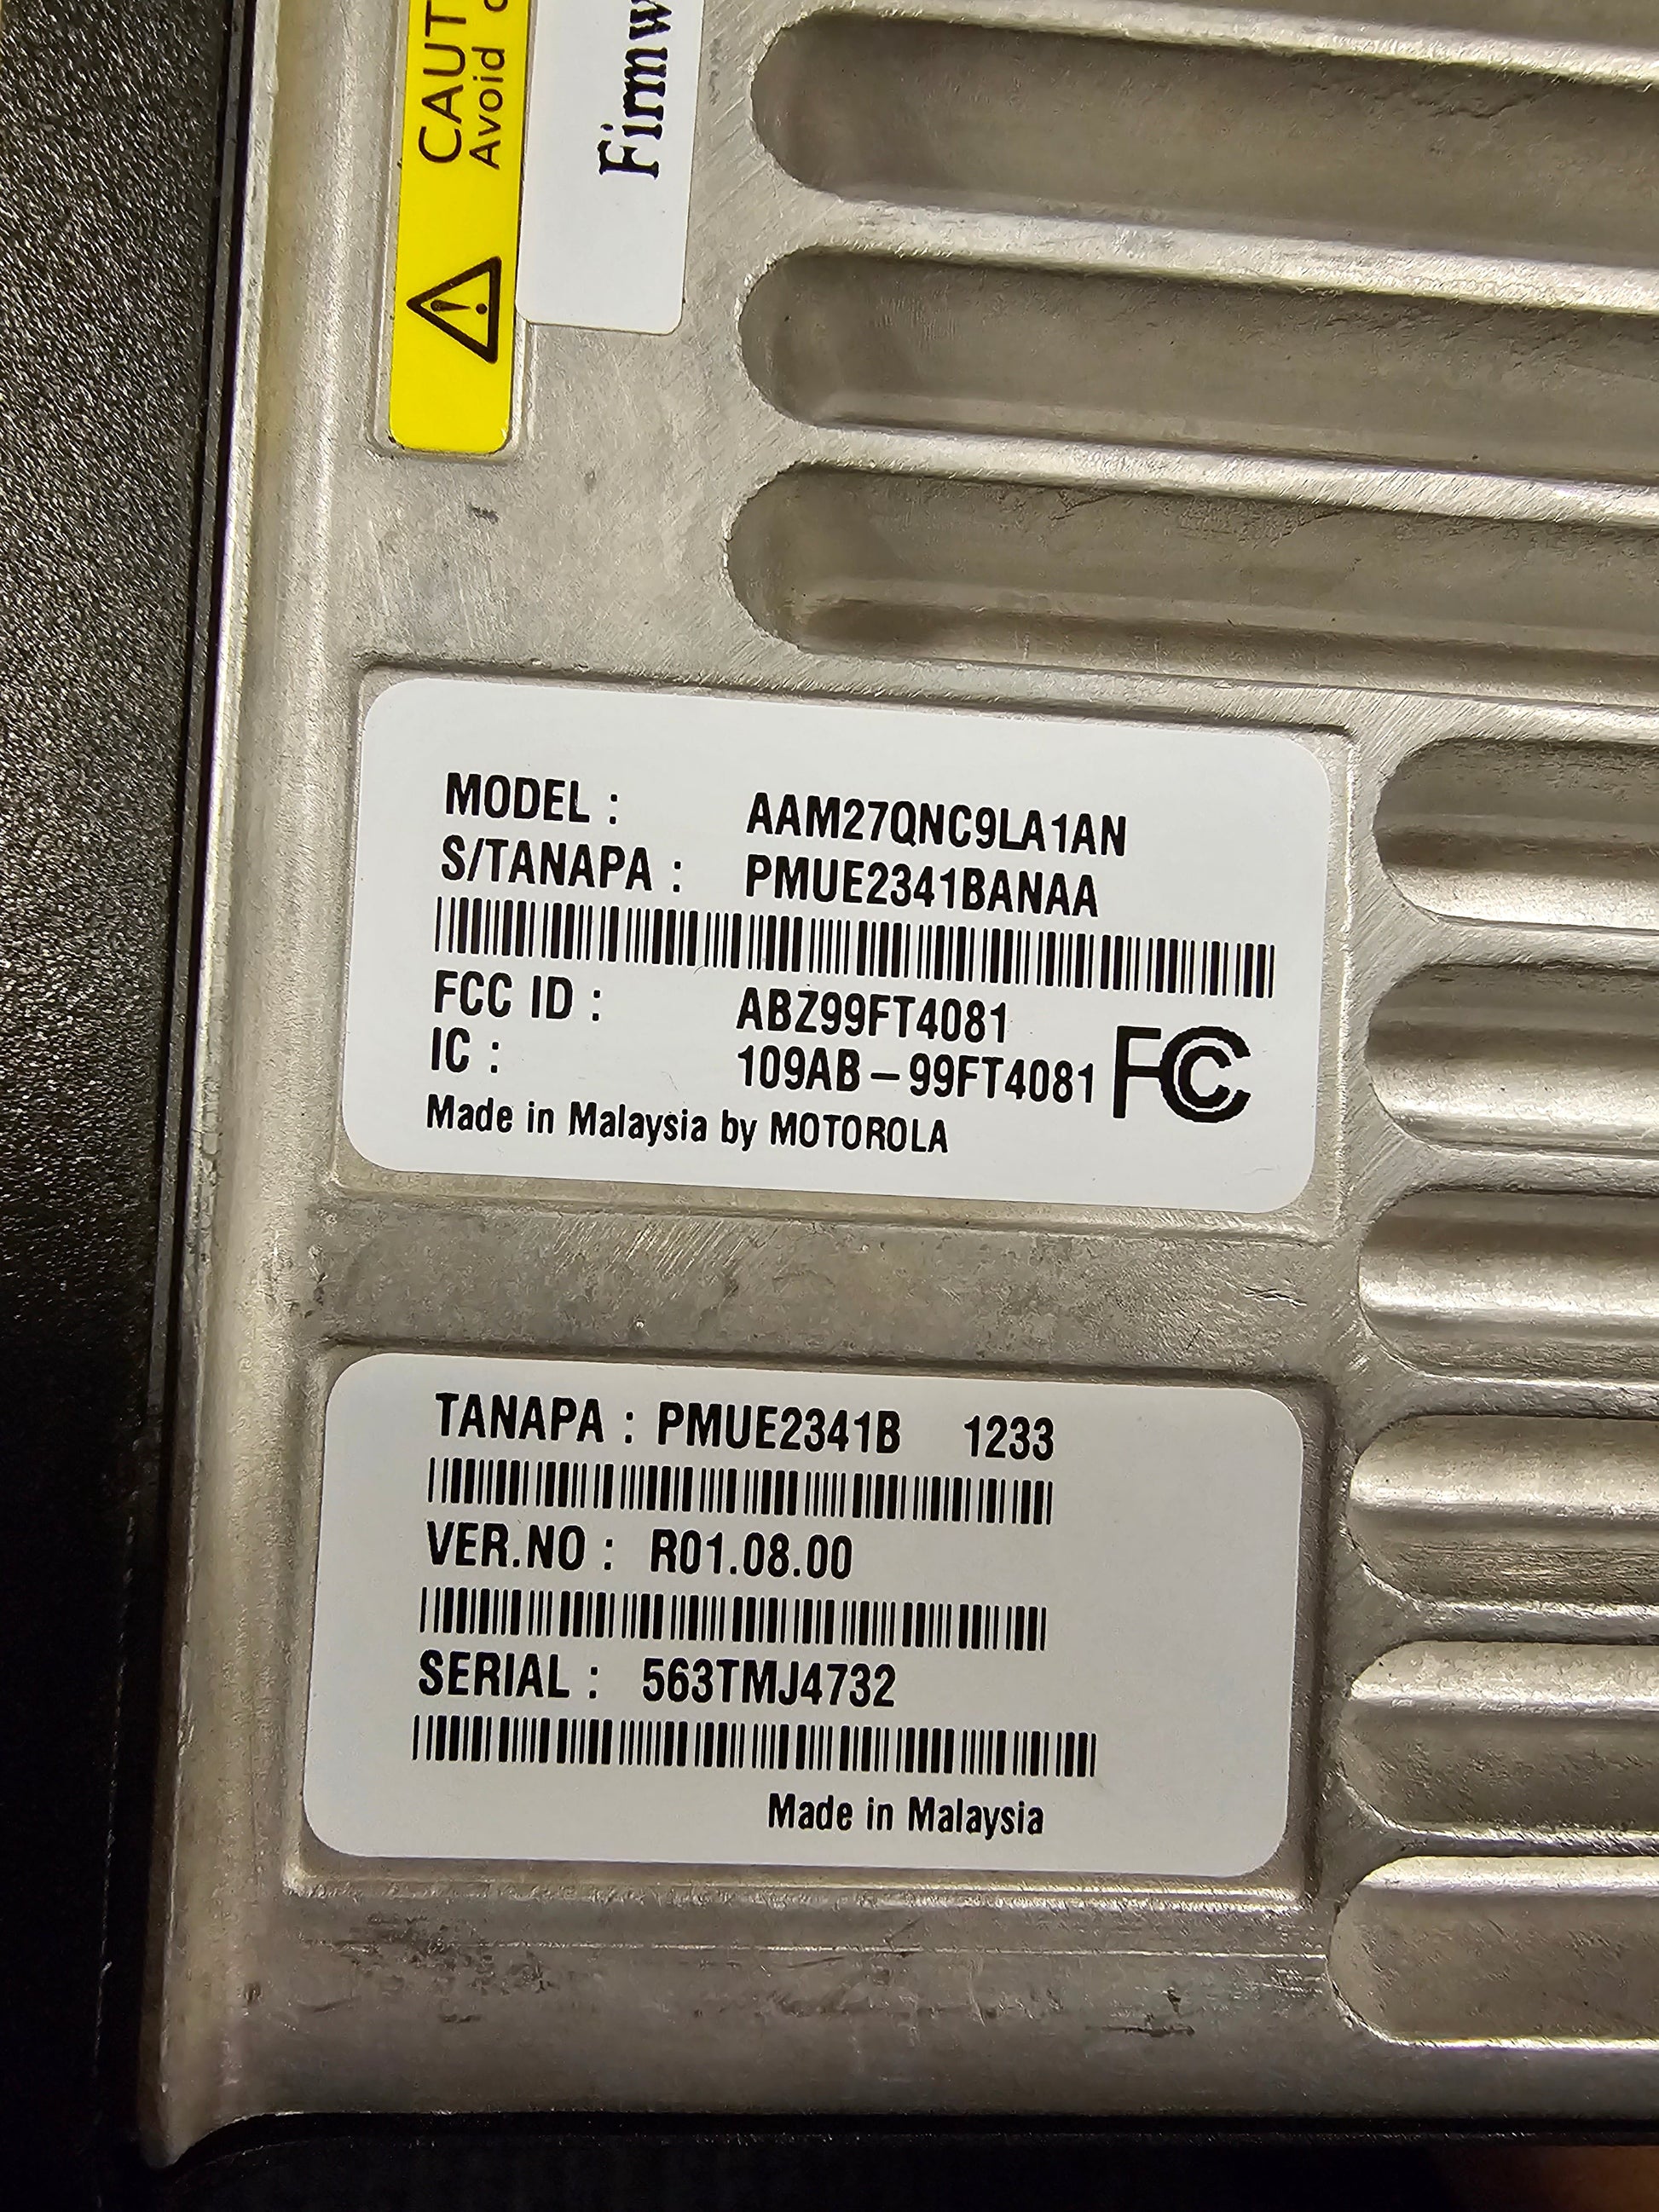 CAUT
Avoid
Firmw
MODEL : AAM27QNC9LA1AN
S/TANAPA : PMUE2341BANAA
FCC ID : ABZ99FT4081
IC : 109AB – 99FT4081 FC
Made in Malaysia by MOTOROLA
TANAPA : PMUE2341B 1233
VER.NO : R01.08.00
SERIAL : 563TMJ4732
Made in Malaysia